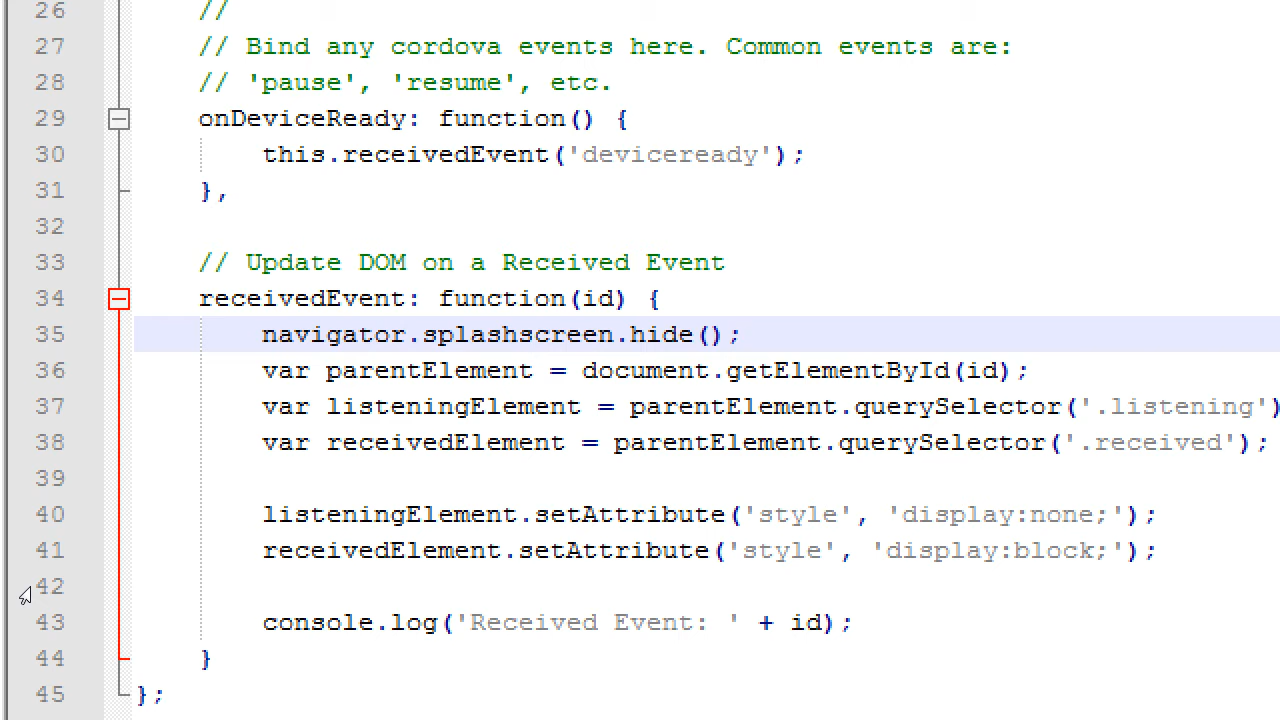 26 //
27 // Bind any cordova events here. Common events are:
28 // 'pause', 'resume', etc.
29 onDeviceReady: function() {
30 this.receivedEvent('deviceready');
31 },
32
33 // Update DOM on a Received Event
34 receivedEvent: function(id) {
35 navigator.splashscreen.hide();
36 var parentElement = document.getElementById(id);
37 var listeningElement = parentElement.querySelector('.listening')
38 var receivedElement = parentElement.querySelector('.received');
39
40 listeningElement.setAttribute('style', 'display:none;');
41 receivedElement.setAttribute('style', 'display:block;');
42
43 console.log('Received Event: ' + id);
44 }
45 };